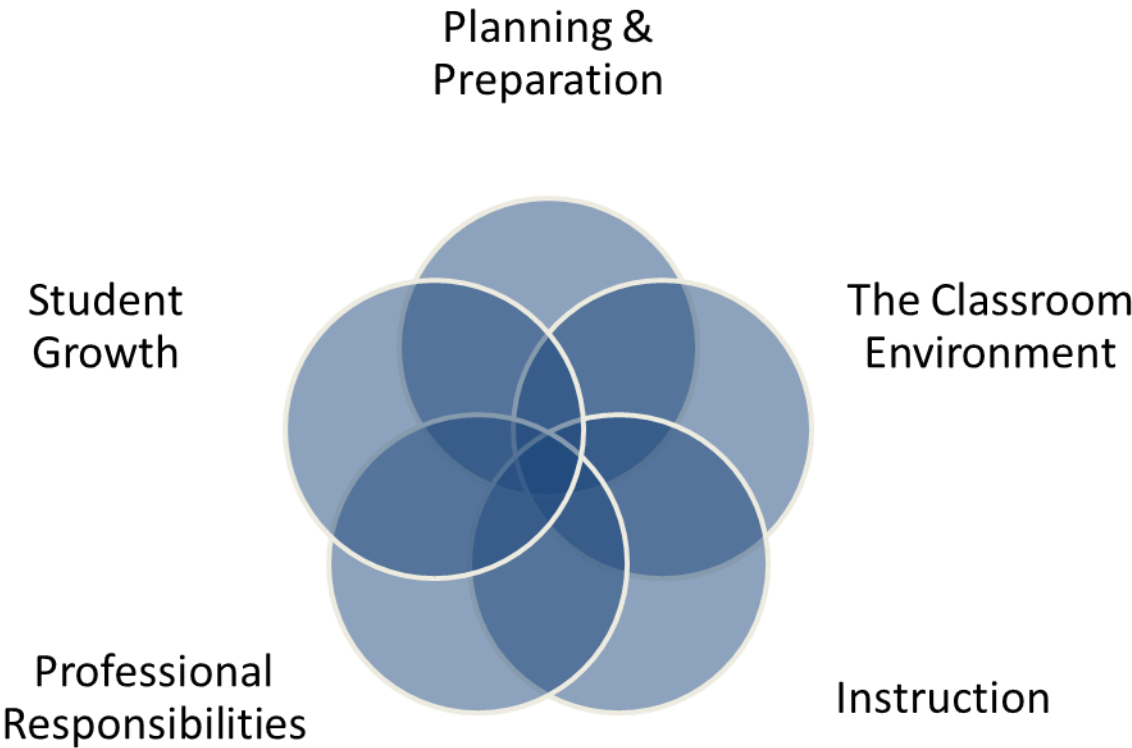 Planning &
Preparation
Student
Growth
The Classroom
Environment
Professional
Responsibilities
Instruction